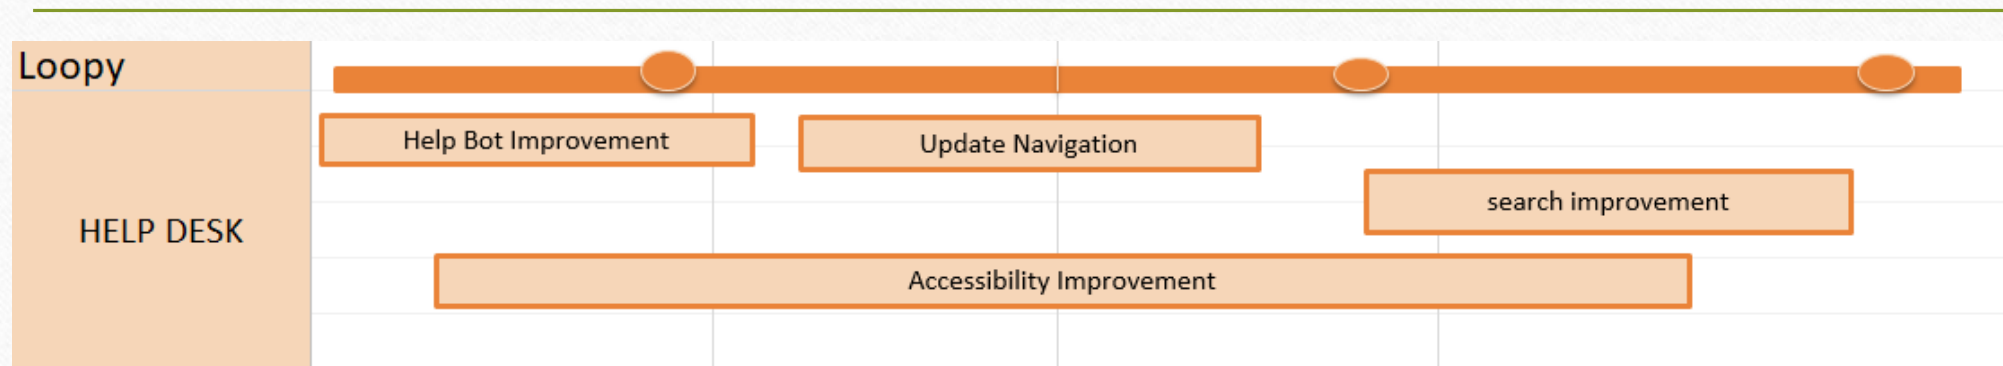 Loopy
Help Bot Improvement
Update Navigation
search improvement
HELP DESK
Accessibility Improvement